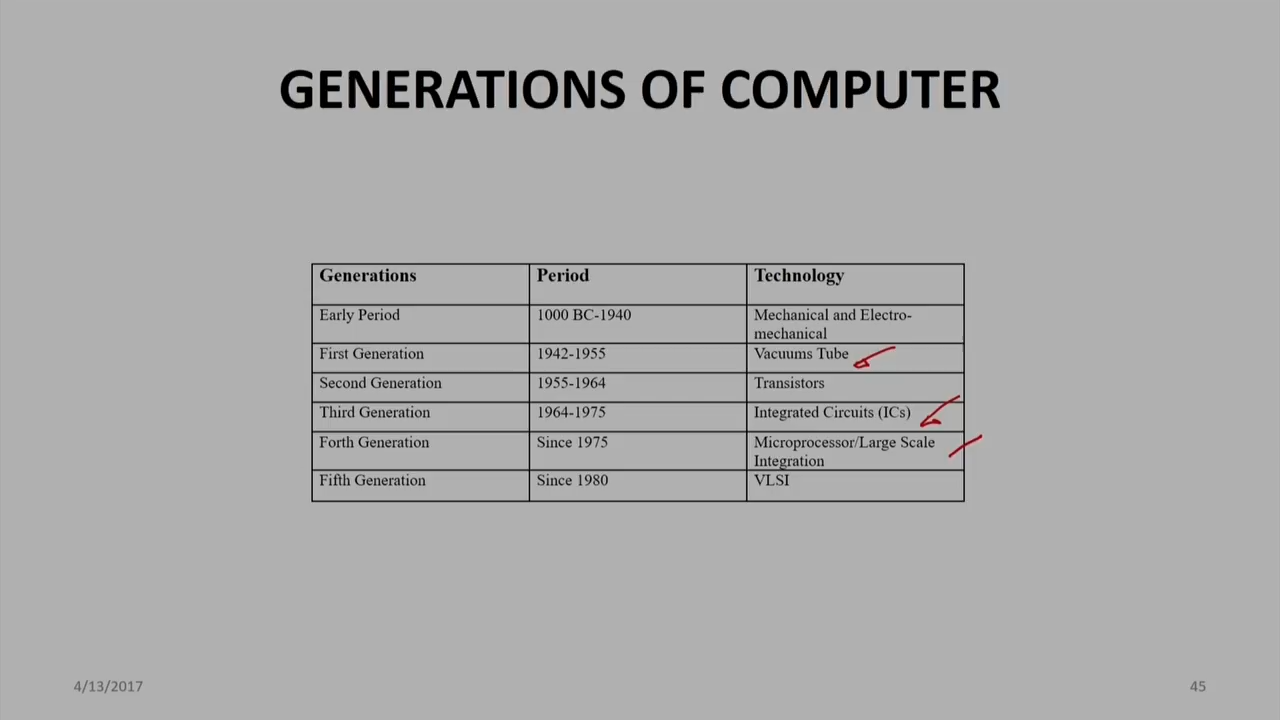 GENERATIONS OF COMPUTER
Generations Period Technology
Early Period 1000 BC-1940 Mechanical and Electro-
mechanical
First Generation 1942-1955 Vacuums Tube
Second Generation 1955-1964 Transistors
Third Generation 1964-1975 Integrated Circuits (ICs)
Forth Generation Since 1975 Microprocessor/Large Scale
Integration
Fifth Generation Since 1980 VLSI
4/13/2017 45